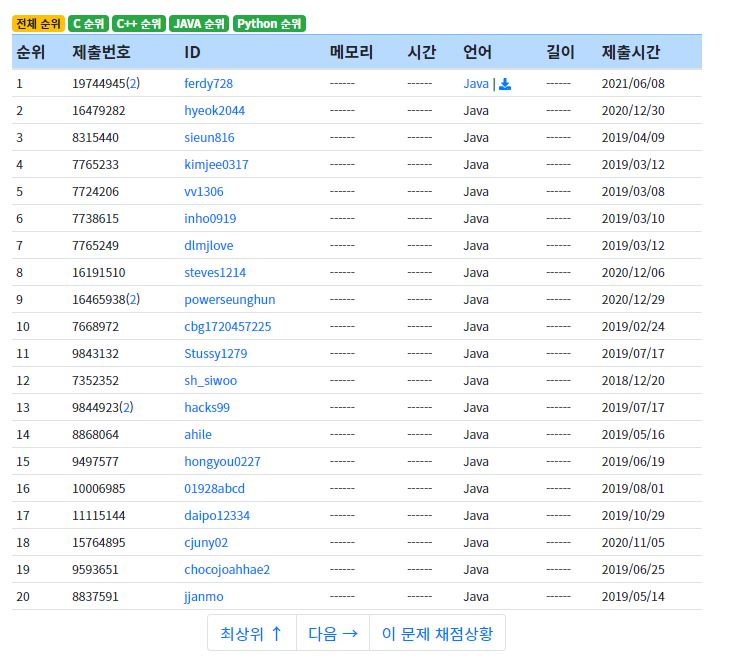 전체 순위 C 순위 C++ 순위 JAVA 순위 Python 순위
순위 제출번호 ID 메모리 시간 언어 길이 제출시간
1 19744945(2) ferdy728 ------ ------ Java | ------ 2021/06/08
2 16479282 hyeok2044 ------ ------ Java ------ 2020/12/30
3 8315440 sieun816 ------ ------ Java ------ 2019/04/09
4 7765233 kimjee0317 ------ ------ Java ------ 2019/03/12
5 7724206 vv1306 ------ ------ Java ------ 2019/03/08
6 7738615 inho0919 ------ ------ Java ------ 2019/03/10
7 7765249 dlmjlove ------ ------ Java ------ 2019/03/12
8 16191510 steves1214 ------ ------ Java ------ 2020/12/06
9 16465938(2) powerseunghun ------ ------ Java ------ 2020/12/29
10 7668972 cbg1720457225 ------ ------ Java ------ 2019/02/24
11 9843132 Stussy1279 ------ ------ Java ------ 2019/07/17
12 7352352 sh_siwoo ------ ------ Java ------ 2018/12/20
13 9844923(2) hacks99 ------ ------ Java ------ 2019/07/17
14 8868064 ahile ------ ------ Java ------ 2019/05/16
15 9497577 hongyou0227 ------ ------ Java ------ 2019/06/19
16 10006985 01928abcd ------ ------ Java ------ 2019/08/01
17 11115144 daipo12334 ------ ------ Java ------ 2019/10/29
18 15764895 cjuny02 ------ ------ Java ------ 2020/11/05
19 9593651 chocojoahhae2 ------ ------ Java ------ 2019/06/25
20 8837591 jjanmo ------ ------ Java ------ 2019/05/14
최상위 ↑ 다음 → 이 문제 채점상황